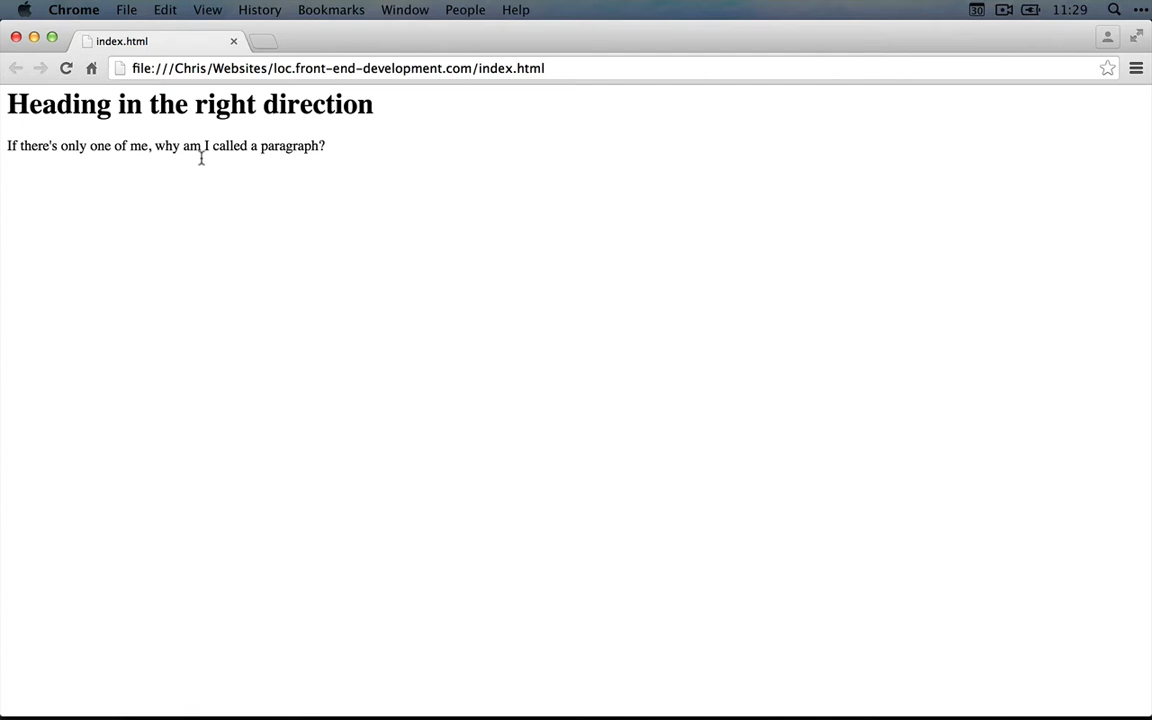 Chrome File Edit View History Bookmarks Window People Help 30 11:29
index.html
file:///Chris/Websites/loc.front-end-development.com/index.html
Heading in the right direction
If there's only one of me, why am I called a paragraph?